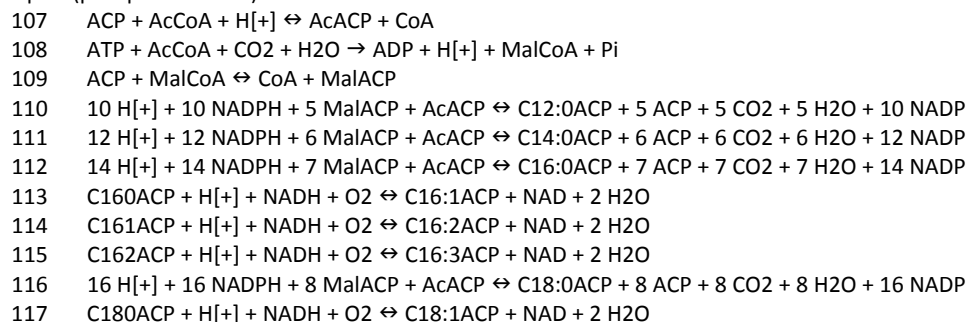 107 ACP + AcCoA + H[+] ⇔ AcACP + CoA
108 ATP + AcCoA + CO2 + H2O → ADP + H[+] + MalCoA + Pi
109 ACP + MalCoA ⇔ CoA + MalACP
110 10 H[+] + 10 NADPH + 5 MalACP + AcACP ⇔ C12:0ACP + 5 ACP + 5 CO2 + 5 H2O + 10 NADP
111 12 H[+] + 12 NADPH + 6 MalACP + AcACP ⇔ C14:0ACP + 6 ACP + 6 CO2 + 6 H2O + 12 NADP
112 14 H[+] + 14 NADPH + 7 MalACP + AcACP ⇔ C16:0ACP + 7 ACP + 7 CO2 + 7 H2O + 14 NADP
113 C160ACP + H[+] + NADH + O2 ⇔ C16:1ACP + NAD + 2 H2O
114 C161ACP + H[+] + NADH + O2 ⇔ C16:2ACP + NAD + 2 H2O
115 C162ACP + H[+] + NADH + O2 ⇔ C16:3ACP + NAD + 2 H2O
116 16 H[+] + 16 NADPH + 8 MalACP + AcACP ⇔ C18:0ACP + 8 ACP + 8 CO2 + 8 H2O + 16 NADP
117 C180ACP + H[+] + NADH + O2 ⇔ C18:1ACP + NAD + 2 H2O